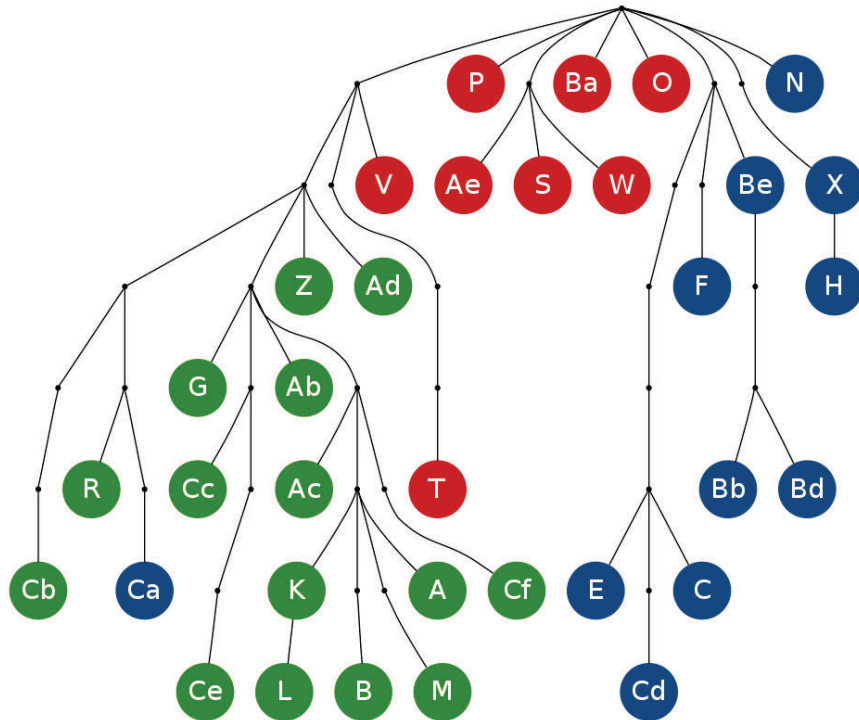 P Ba O N
V Ae S W Be X
Z Ad F H
G Ab
R Cc Ac T Bb Bd
Cb Ca K A Cf E C
Ce L B M Cd